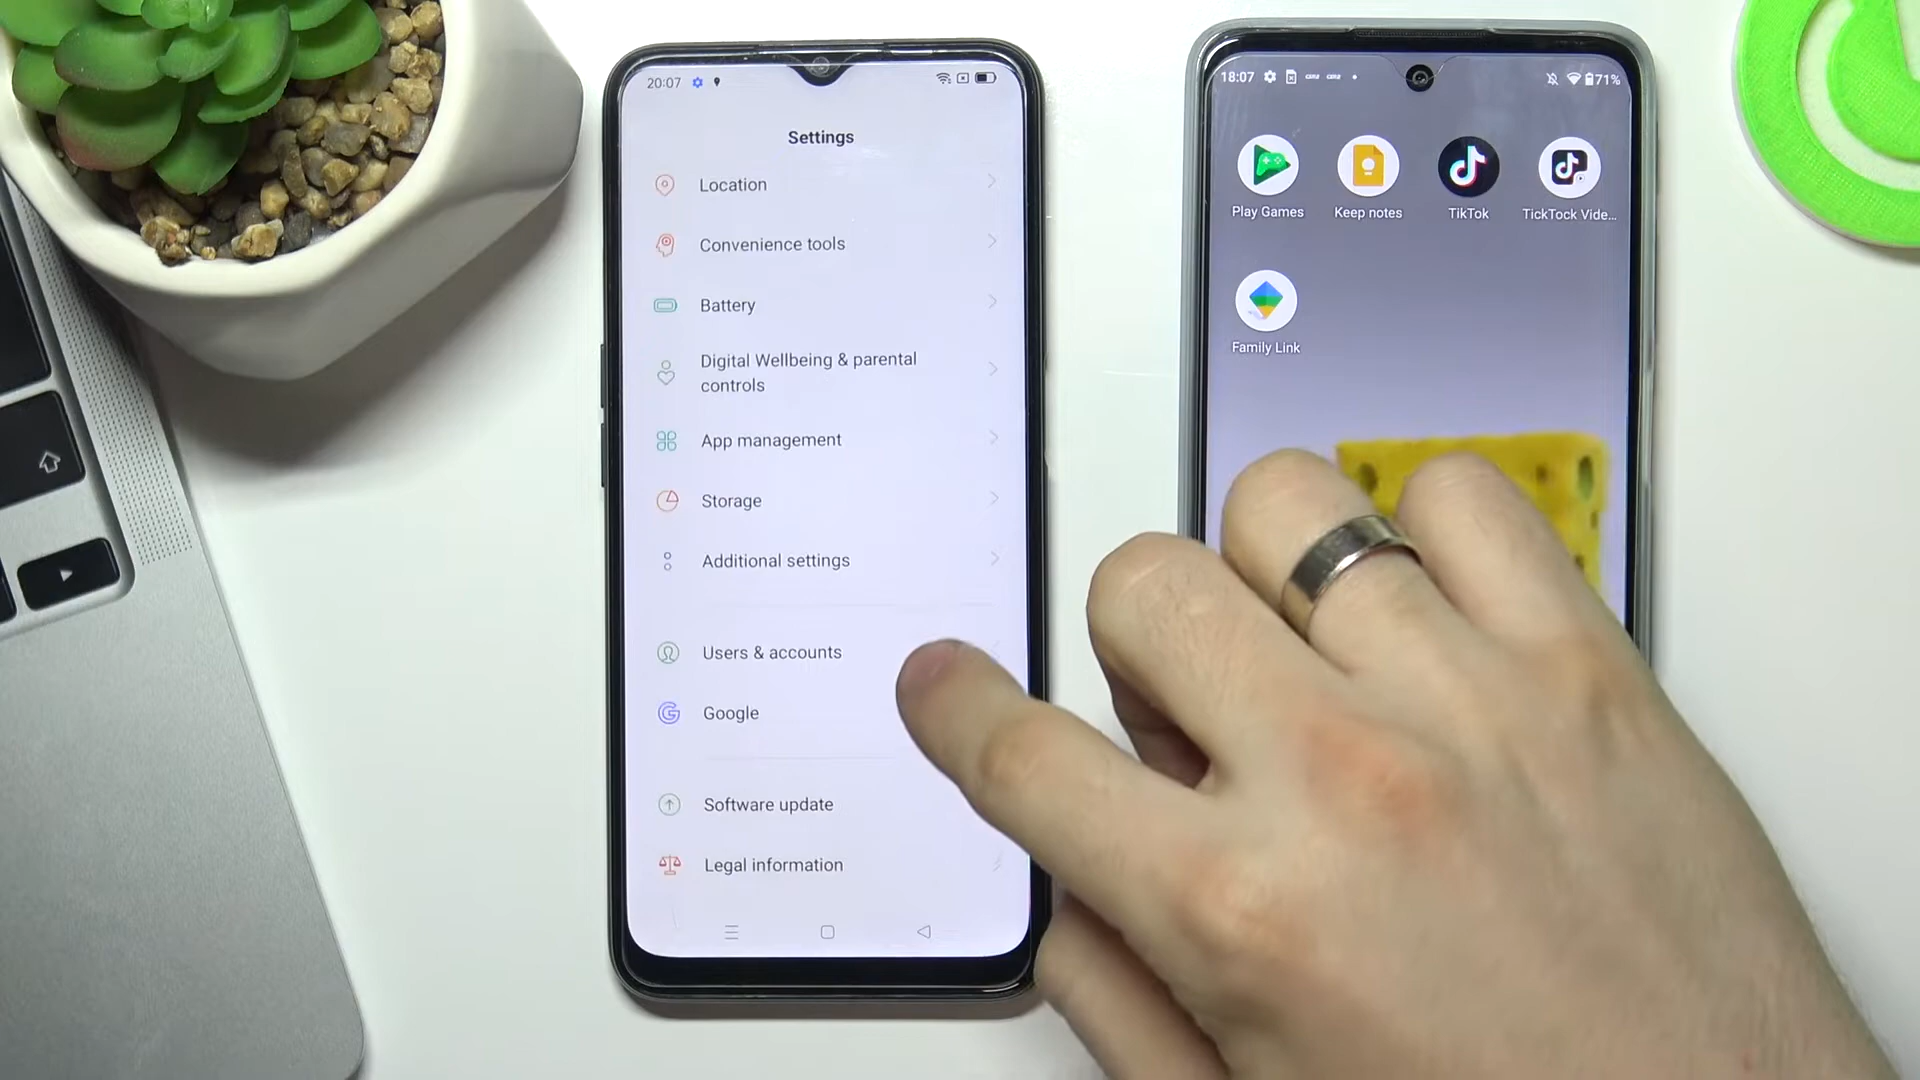 20:07
Settings
Location
Convenience tools
Battery
Digital Wellbeing & parental
controls
App management
Storage
Additional settings
Users & accounts
Google
Software update
Legal information
18:07
71%
Play Games
Keep notes
TikTok
TickTock Vide...
Family Link